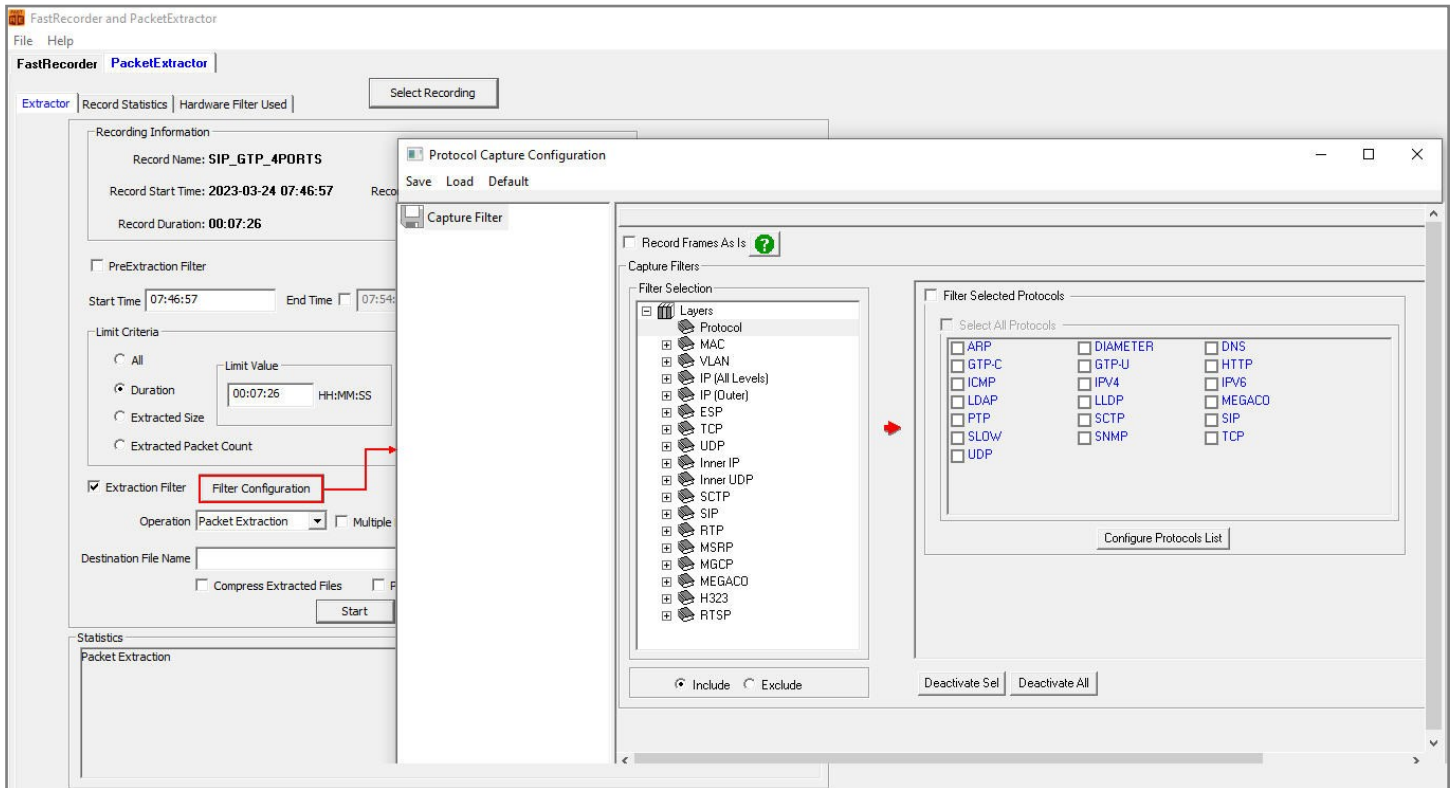 FastRecorder and PacketExtractor
File Help
FastRecorder PacketExtractor
Select Recording
Extractor Record Statistics Hardware Filter Used
Recording Information
Record Name: SIP_GTP_4PORTS
Record Start Time: 2023-03-24 07:46:57 Reco
Record Duration: 00:07:26
PreExtraction Filter
Start Time 07:46:57 End Time 07:54:
Limit Criteria
All
Limit Value
Duration 00:07:26 HH:MM:SS
Extracted Size
Extracted Packet Count
Extraction Filter Filter Configuration
Operation Packet Extraction Multiple
Destination File Name
Compress Extracted Files P
Start
Statistics
Packet Extraction
Protocol Capture Configuration
Save Load Default
Capture Filter
Record Frames As Is ?
Capture Filters
Filter Selection
Layers
Protocol
MAC
VLAN
IP (All Levels)
IP (Outer)
ESP
TCP
UDP
Inner IP
Inner UDP
SCTP
SIP
RTP
MSRP
MGCP
MEGACO
H323
RTSP
Include Exclude
Filter Selected Protocols
Select All Protocols
ARP DIAMETER DNS
GTP-C GTP-U HTTP
ICMP IPV4 IPV6
LDAP LLDP MEGACO
PTP SCTP SIP
SLOW SNMP TCP
UDP
Configure Protocols List
Deactivate Sel Deactivate All